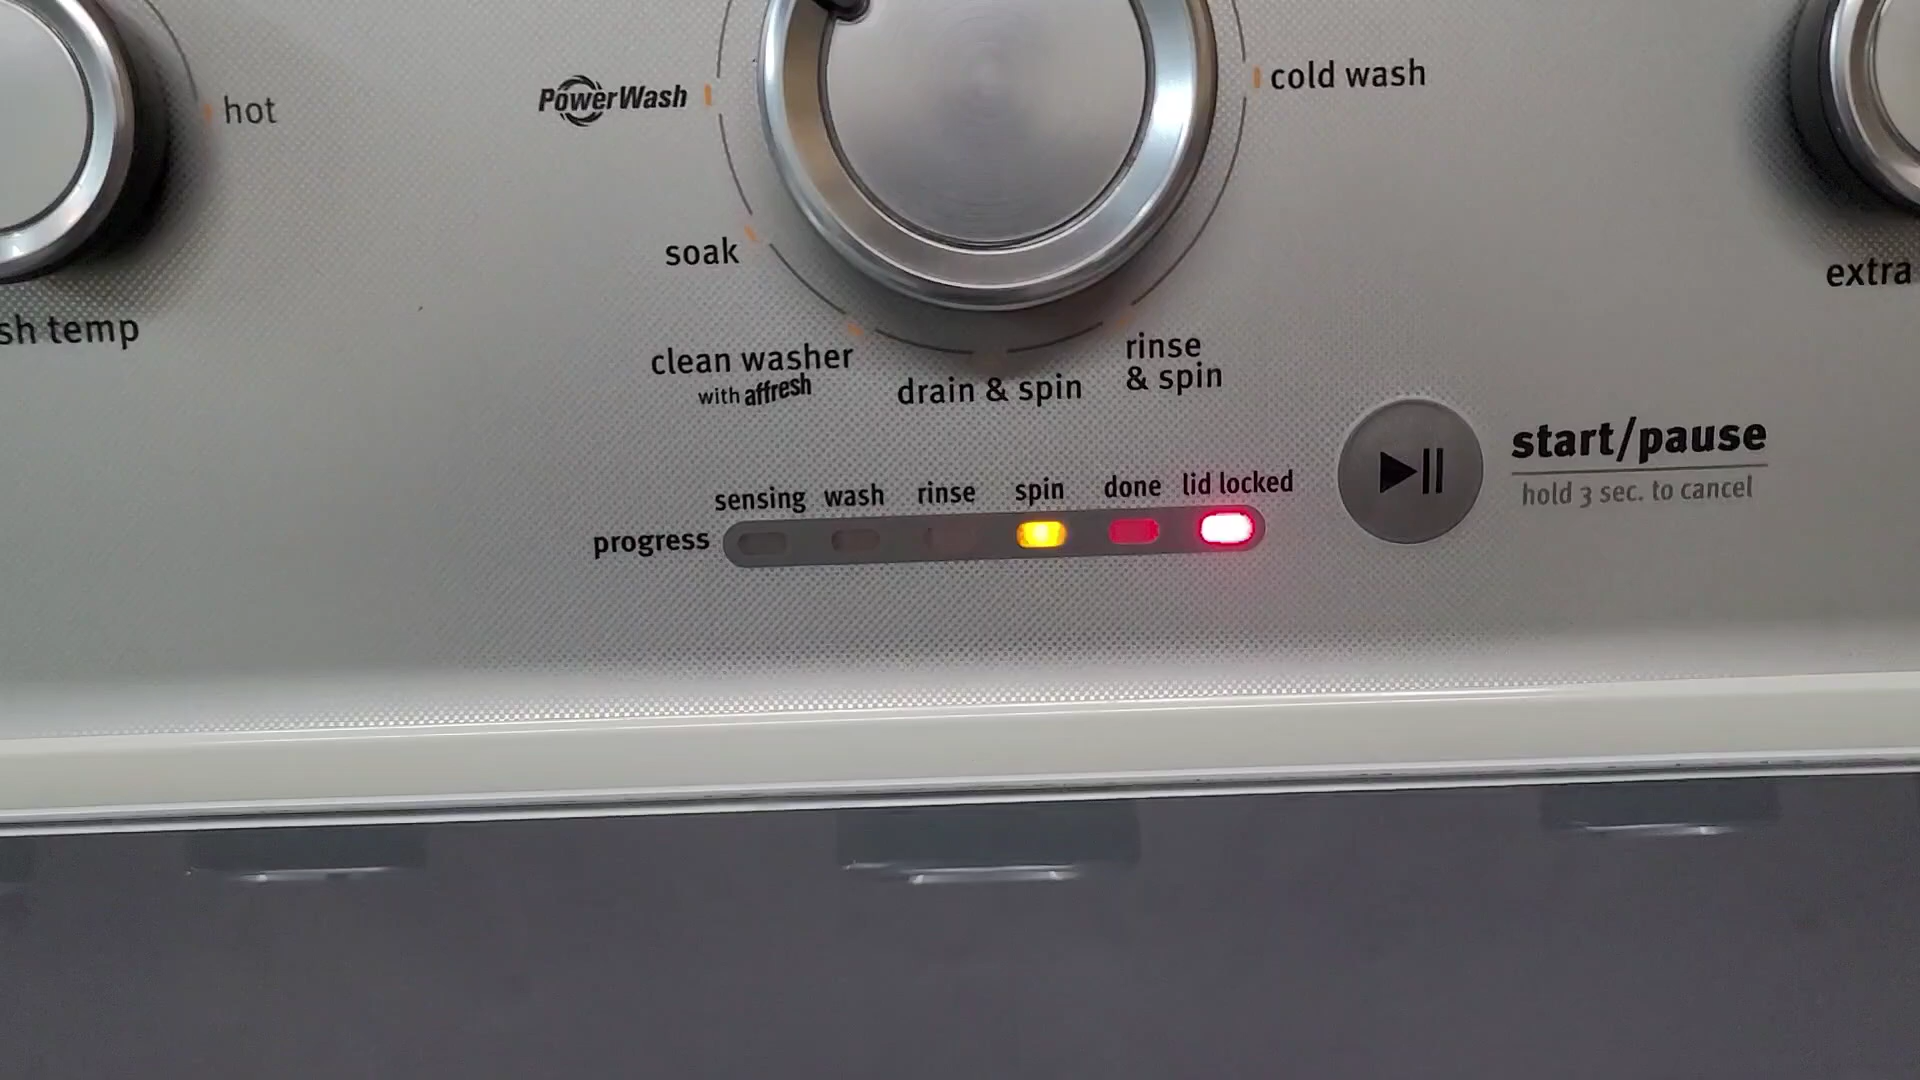 hot
PowerWash
cold wash
soak
extra
sh temp
clean washer
with affresh
drain & spin
rinse
& spin
start/pause
hold 3 sec. to cancel
sensing wash rinse spin done lid locked
progress